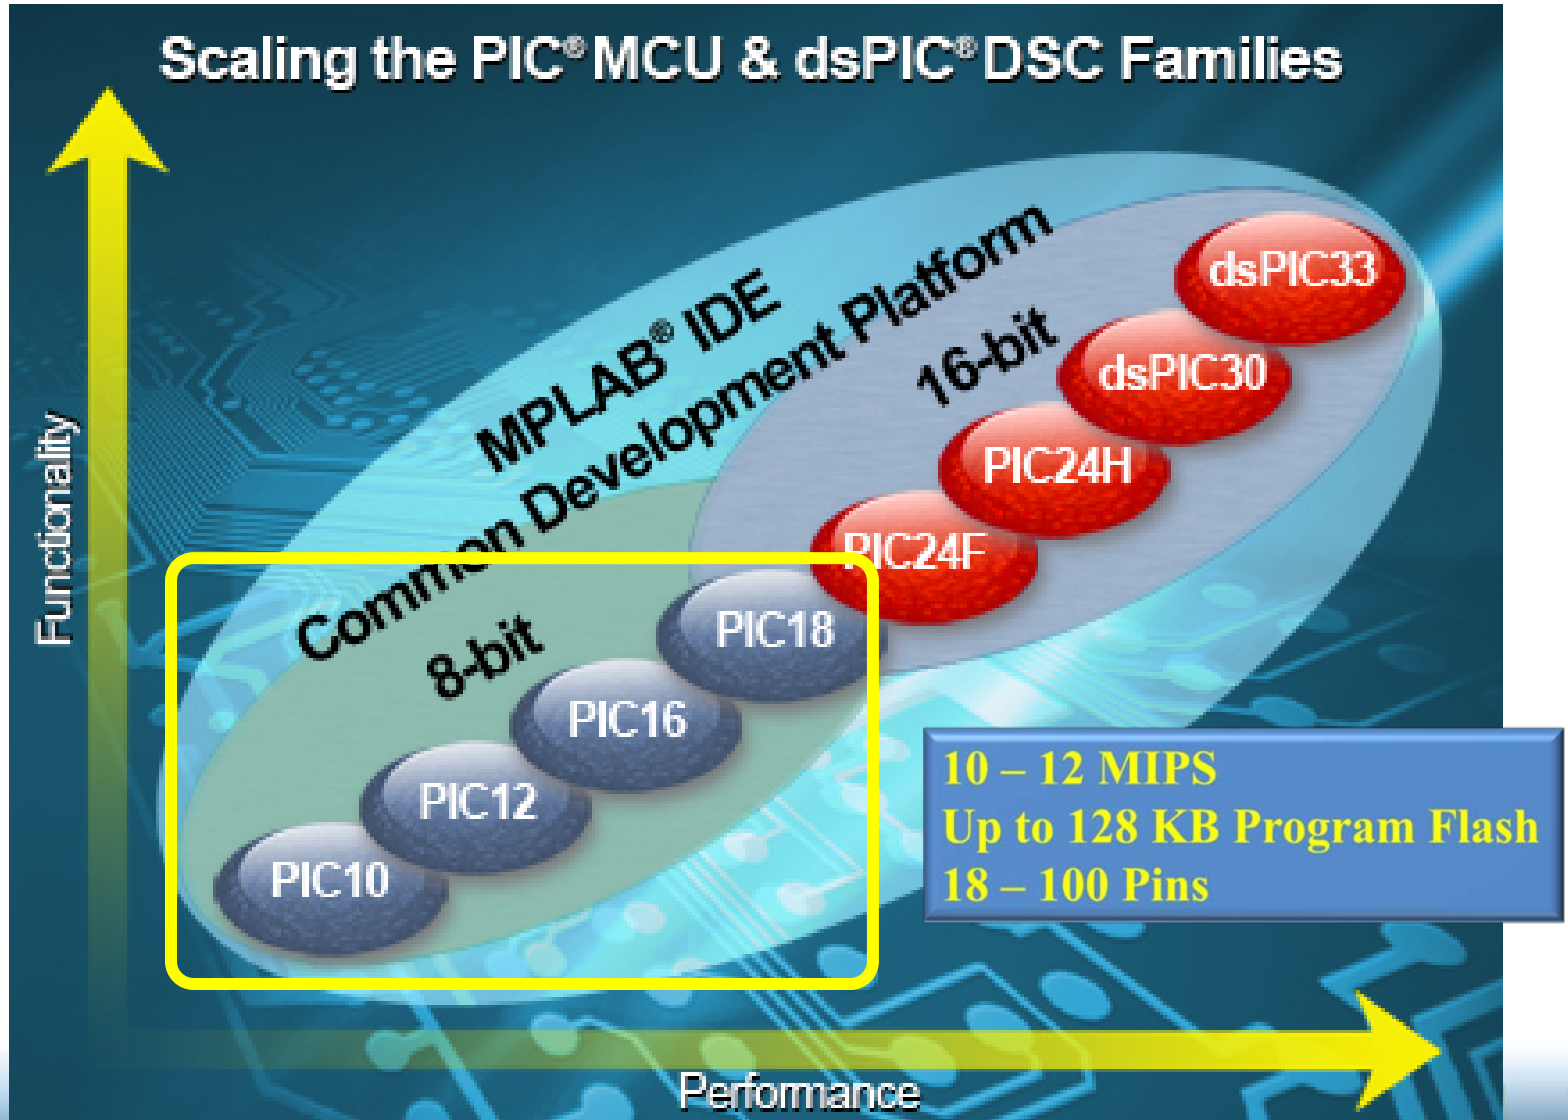 Scaling the PIC® MCU & dsPIC® DSC Families
Functionality
MPLAB® IDE
Common Development Platform
16-bit
dsPIC33
dsPIC30
PIC24H
PIC24F
8-bit
PIC18
PIC16
PIC12
PIC10
10 – 12 MIPS
Up to 128 KB Program Flash
18 – 100 Pins
Performance